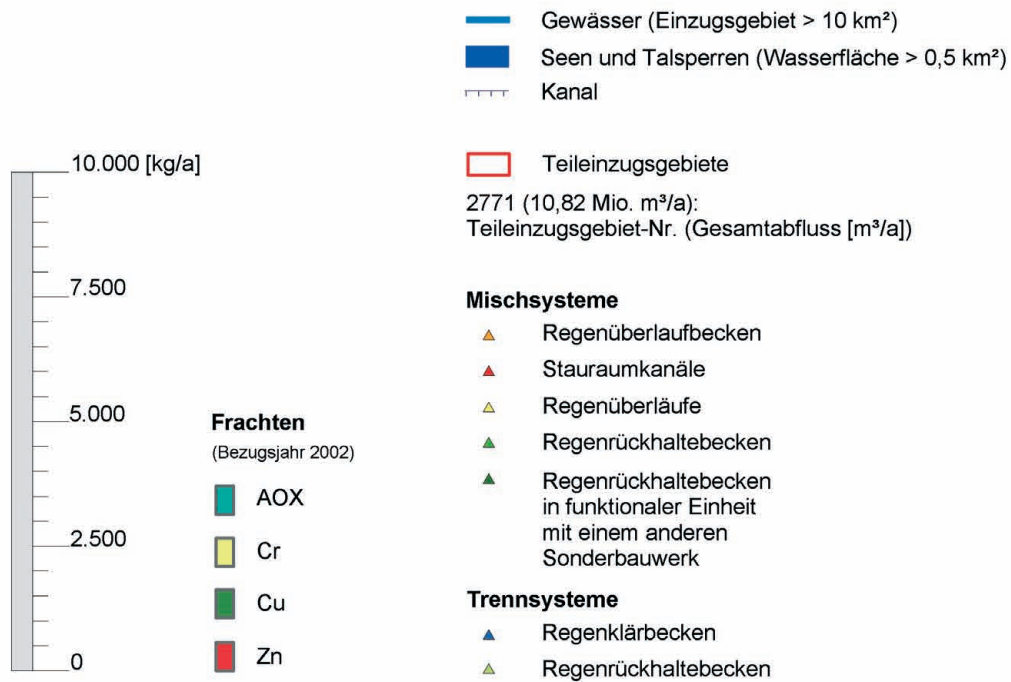 Gewässer (Einzugsgebiet > 10 km²)
Seen und Talsperren (Wasserfläche > 0,5 km²)
Kanal
10.000 [kg/a]
7.500
5.000
2.500
0
Frachten
(Bezugsjahr 2002)
AOX
Cr
Cu
Zn
Teileinzugsgebiete
2771 (10,82 Mio. m³/a):
Teileinzugsgebiet-Nr. (Gesamtabfluss [m³/a])
Mischsysteme
Regenüberlaufbecken
Stauraumkanäle
Regenüberläufe
Regenrückhaltebecken
Regenrückhaltebecken
in funktionaler Einheit
mit einem anderen
Sonderbauwerk
Trennsysteme
Regenklärbecken
Regenrückhaltebecken